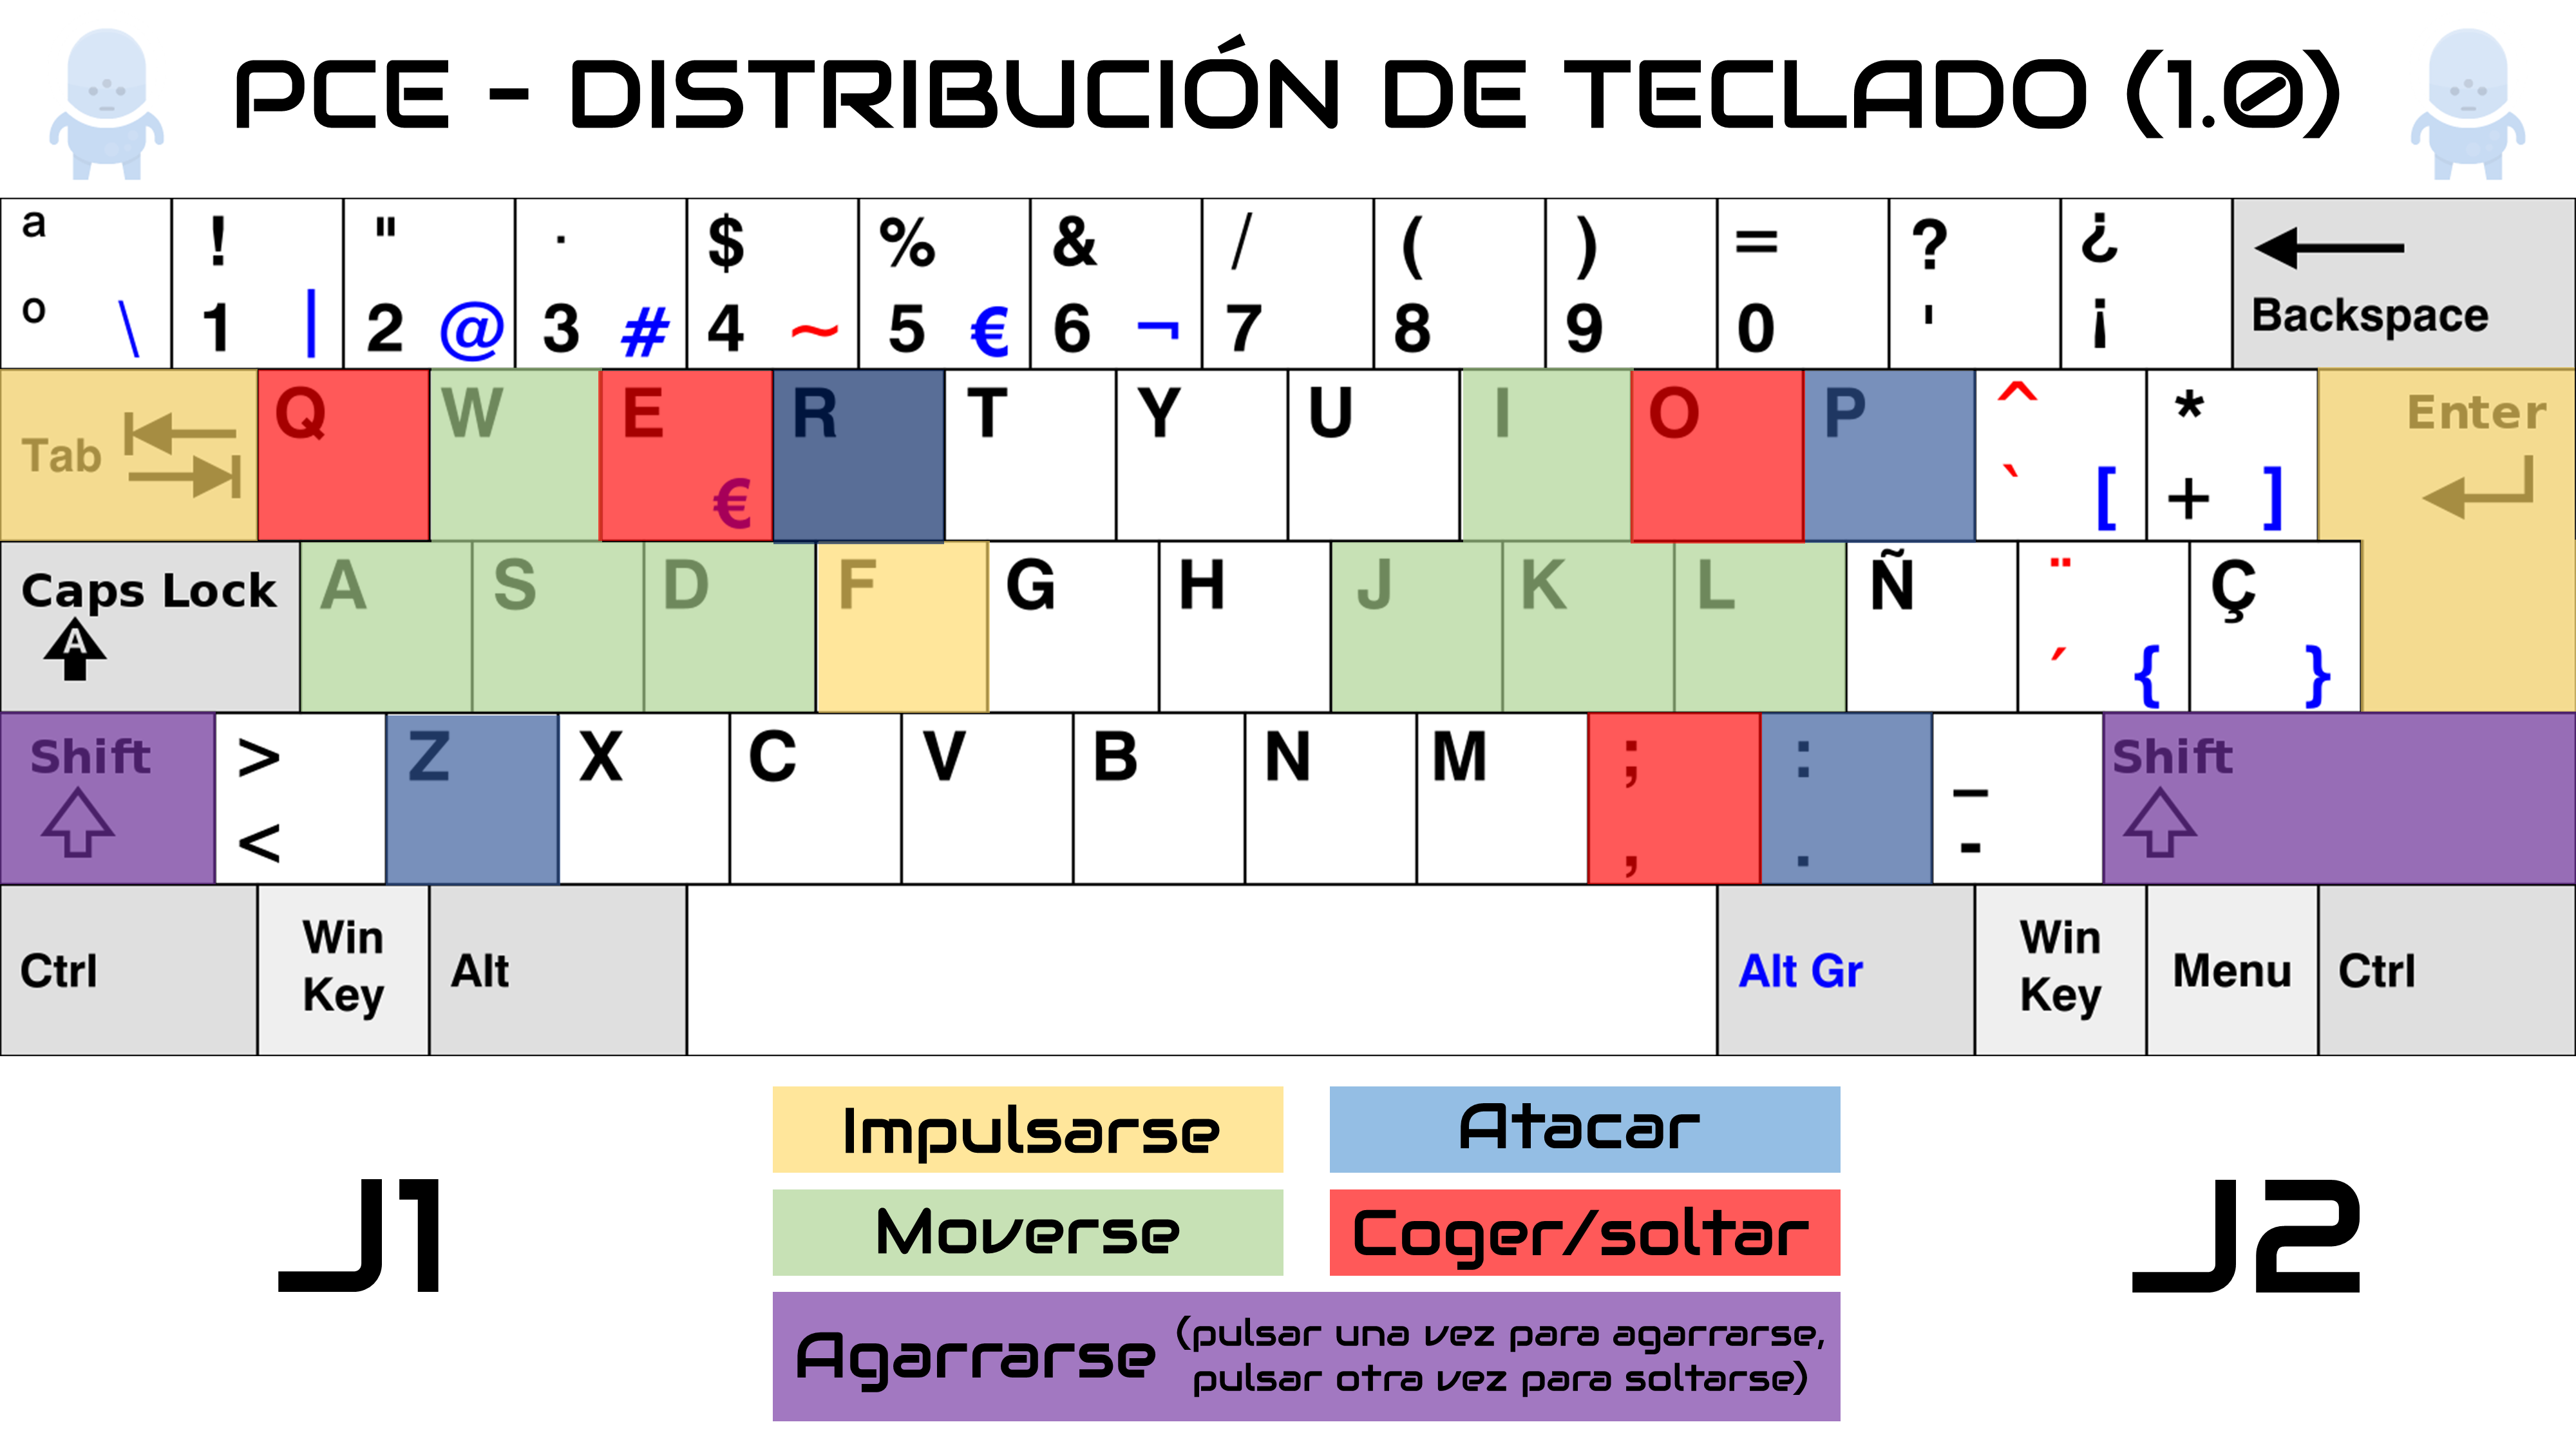 PCE - DISTRIBUCIÓN DE TECLADO (1.0)
a ! " · $ % & / ( ) = ? ¿
º \ 1 | 2 @ 3 # 4 ~ 5 € 6 ¬ 7 8 9 0 ' ¡ Backspace
Tab Q W E € R T Y U I O P ^ ` [ * + ] Enter
Caps Lock A S D F G H J K L Ñ ¨ ´ { Ç }
A
Shift > Z X C V B N M ; : _ Shift
< , . -
Ctrl Win Key Alt Alt Gr Win Key Menu Ctrl
Impulsarse Atacar
Moverse Coger/soltar
J1 J2
Agarrarse (pulsar una vez para agarrarse,
pulsar otra vez para soltarse)